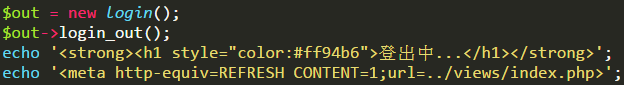 $out = new login();
$out->login_out();
echo '<strong><h1 style="color:#ff94b6">登出中...</h1></strong>';
echo '<meta http-equiv=REFRESH CONTENT=1;url=../views/index.php>';